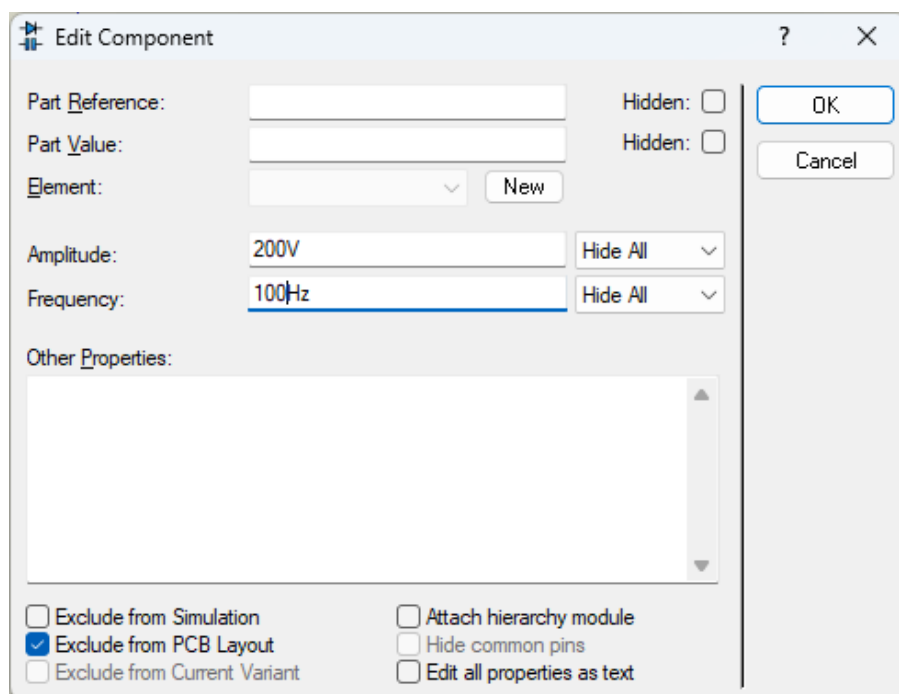 Edit Component ?
Part Reference: Hidden:
Part Value: Hidden:
Element: New
Amplitude: 200V Hide All
Frequency: 100Hz Hide All
Other Properties:
Exclude from Simulation Attach hierarchy module
Exclude from PCB Layout Hide common pins
Exclude from Current Variant Edit all properties as text
OK
Cancel